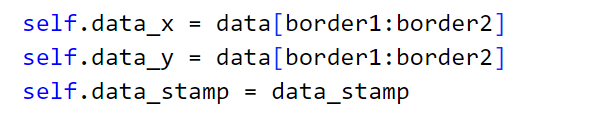 self.data_x = data[border1:border2]
self.data_y = data[border1:border2]
self.data_stamp = data_stamp